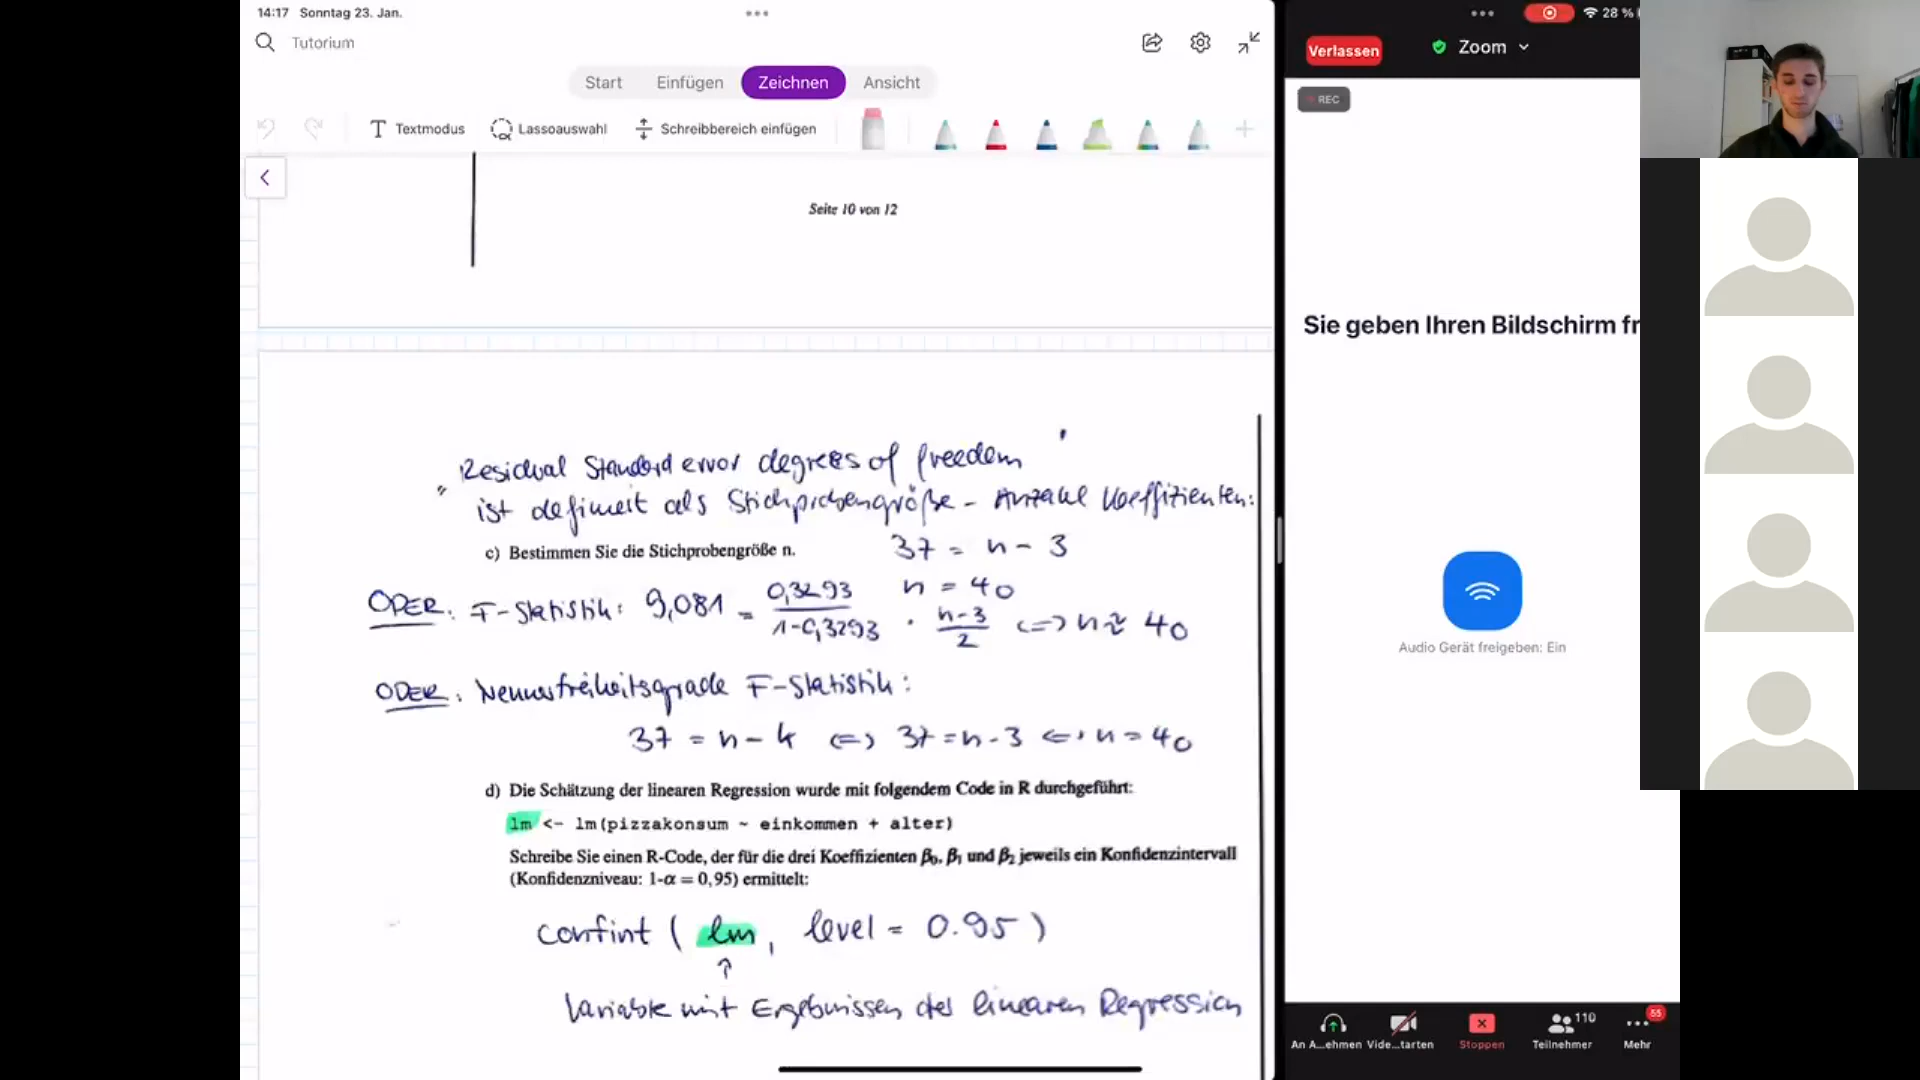 14:17 Sonntag 23. Jan.
28 %
Tutorium
Verlassen
Zoom
Start Einfügen Zeichnen Ansicht
REC
Textmodus Lassoauswahl Schreibbereich einfügen
Seite 10 von 12
Sie geben Ihren Bildschirm fr
Residual Standard error degrees of freedom "
" ist definiert als Stichprobengröße - Anzahl Koeffizienten:
c) Bestimmen Sie die Stichprobengröße n. 37 = n - 3
n = 40
ODER: F-Statistik: 9,081 = 0,3293 / 1-0,3293 · n-3 / 2 <=> n ≈ 40
Audio Gerät freigeben: Ein
ODER: Nennerfreiheitsgrade F-Statistik:
37 = n - k <=> 37 = n - 3 <=> n = 40
d) Die Schätzung der linearen Regression wurde mit folgendem Code in R durchgeführt:
lm <- lm(pizzakonsum ~ einkommen + alter)
Schreibe Sie einen R-Code, der für die drei Koeffizienten β0, β1 und β2 jeweils ein Konfidenzintervall
(Konfidenzniveau: 1-α = 0,95) ermittelt:
confint ( lm, level = 0.95 )
↑
Variable mit Ergebnissen der linearen Regression
110
55
An A...ehmen Vide...tarten Stoppen Teilnehmer Mehr